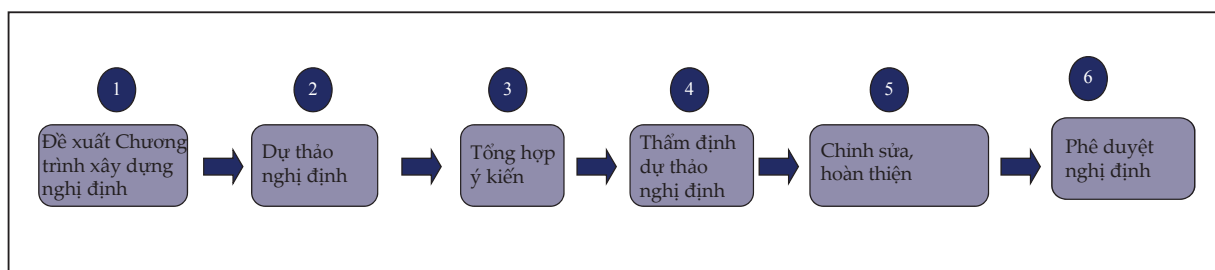 1
Đề xuất Chương
trình xây dựng
nghị định
2
Dự thảo
nghị định
3
Tổng hợp
ý kiến
4
Thẩm định
dự thảo
nghị định
5
Chỉnh sửa,
hoàn thiện
6
Phê duyệt
nghị định